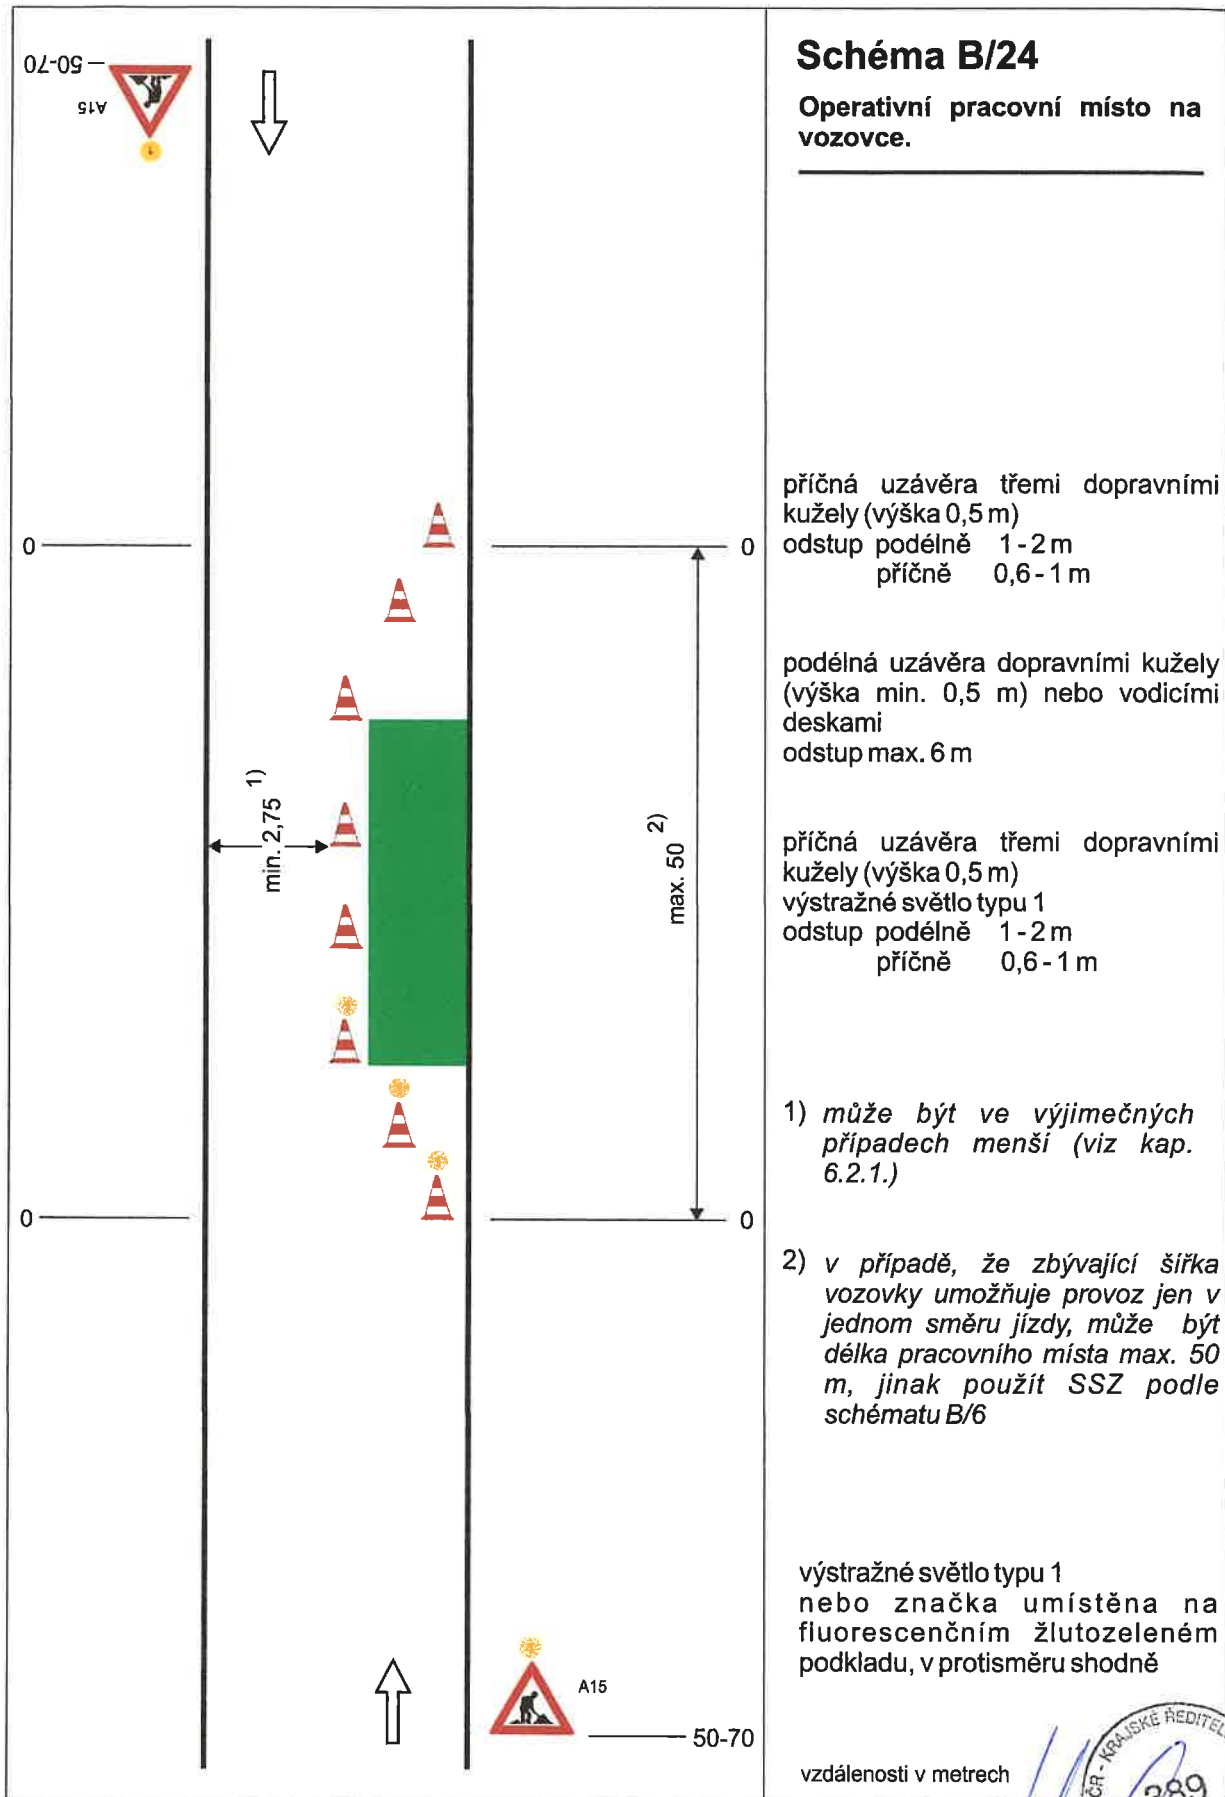 Schéma B/24
Operativní pracovní místo na
vozovce.
50-70
A15
0
0
příčná uzávěra třemi dopravními
kužely (výška 0,5 m)
odstup podélně 1-2 m
příčně 0,6-1 m
podélná uzávěra dopravními kužely
(výška min. 0,5 m) nebo vodicími
deskami
odstup max. 6 m
min. 2,75 1)
max. 50 2)
příčná uzávěra třemi dopravními
kužely (výška 0,5 m)
výstražné světlo typu 1
odstup podélně 1-2 m
příčně 0,6-1 m
1) může být ve výjimečných
případech menší (viz kap.
6.2.1.)
0
0
2) v případě, že zbývající šířka
vozovky umožňuje provoz jen v
jednom směru jízdy, může být
délka pracovního místa max. 50
m, jinak použít SSZ podle
schématu B/6
výstražné světlo typu 1
nebo značka umístěna na
fluorescenčním žlutozeleném
podkladu, v protisměru shodně
A15
50-70
vzdálenosti v metrech
ČR - KRAJSKÉ ŘEDITEL
389